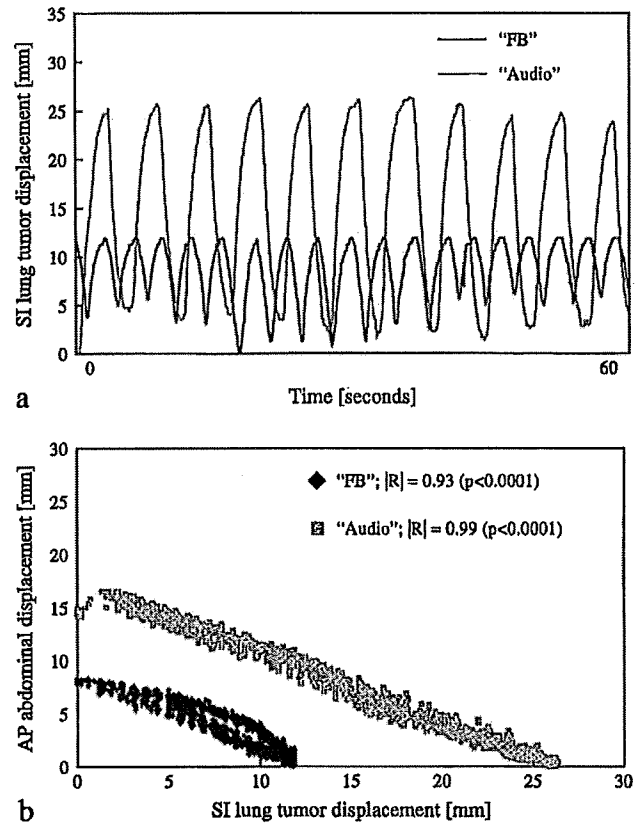 35
30
25
20
15
10
5
0
SI lung tumor displacement [mm]
"FB"
"Audio"
0
60
Time [seconds]
a
30
25
20
15
10
5
0
AP abdominal displacement [mm]
"FB"; |R| = 0.93 (p<0.0001)
"Audio"; |R| = 0.99 (p<0.0001)
0 5 10 15 20 25 30
SI lung tumor displacement [mm]
b